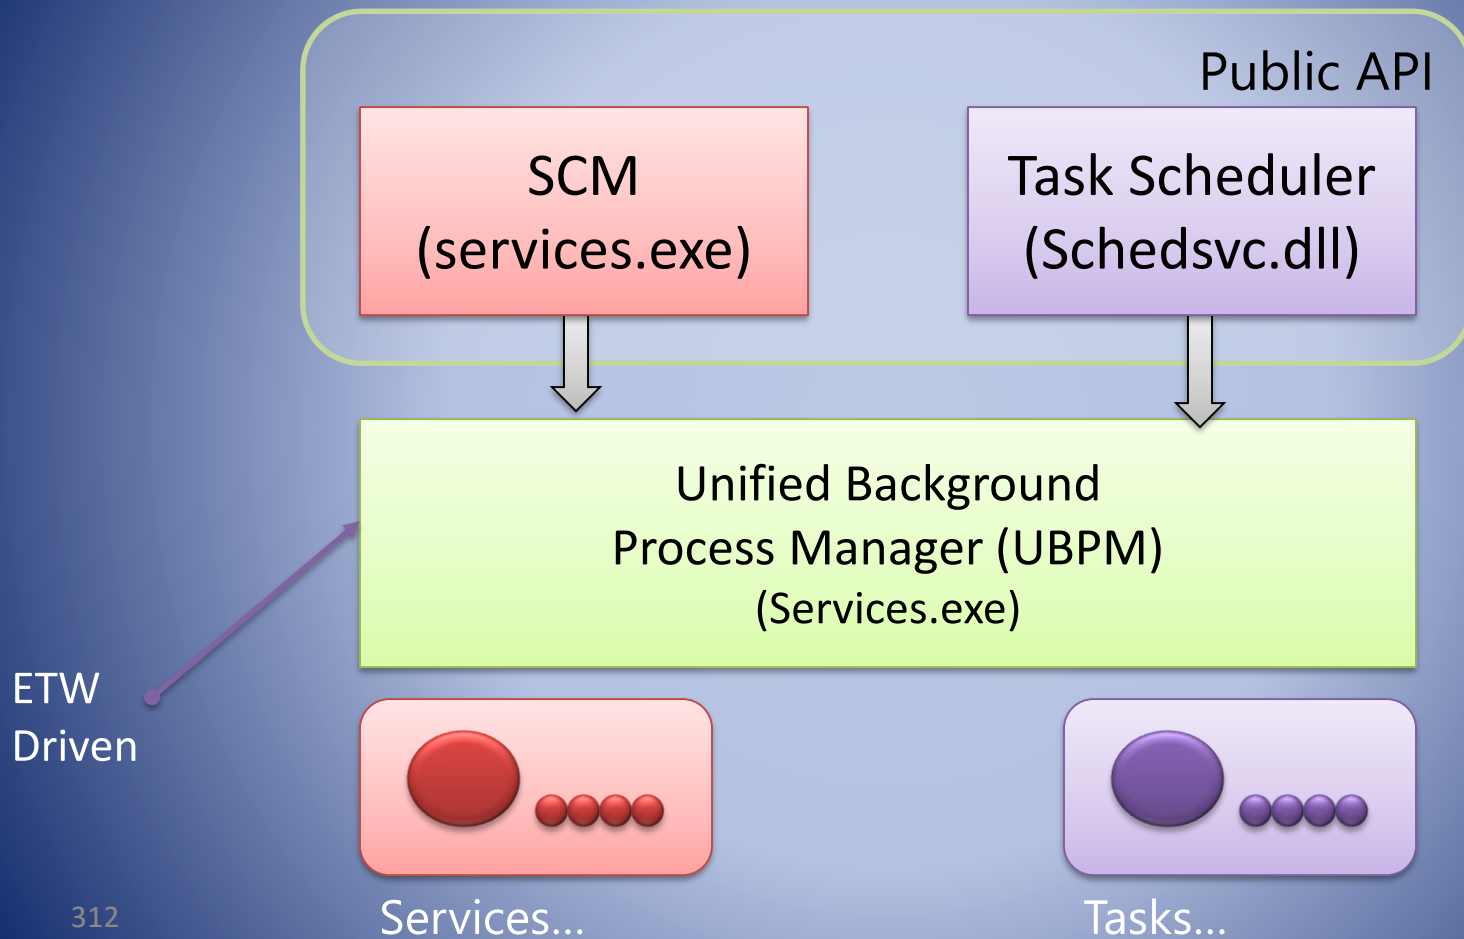 Public API
SCM
(services.exe)
Task Scheduler
(Schedsvc.dll)
Unified Background
Process Manager (UBPM)
(Services.exe)
ETW
Driven
Services...
Tasks...
312